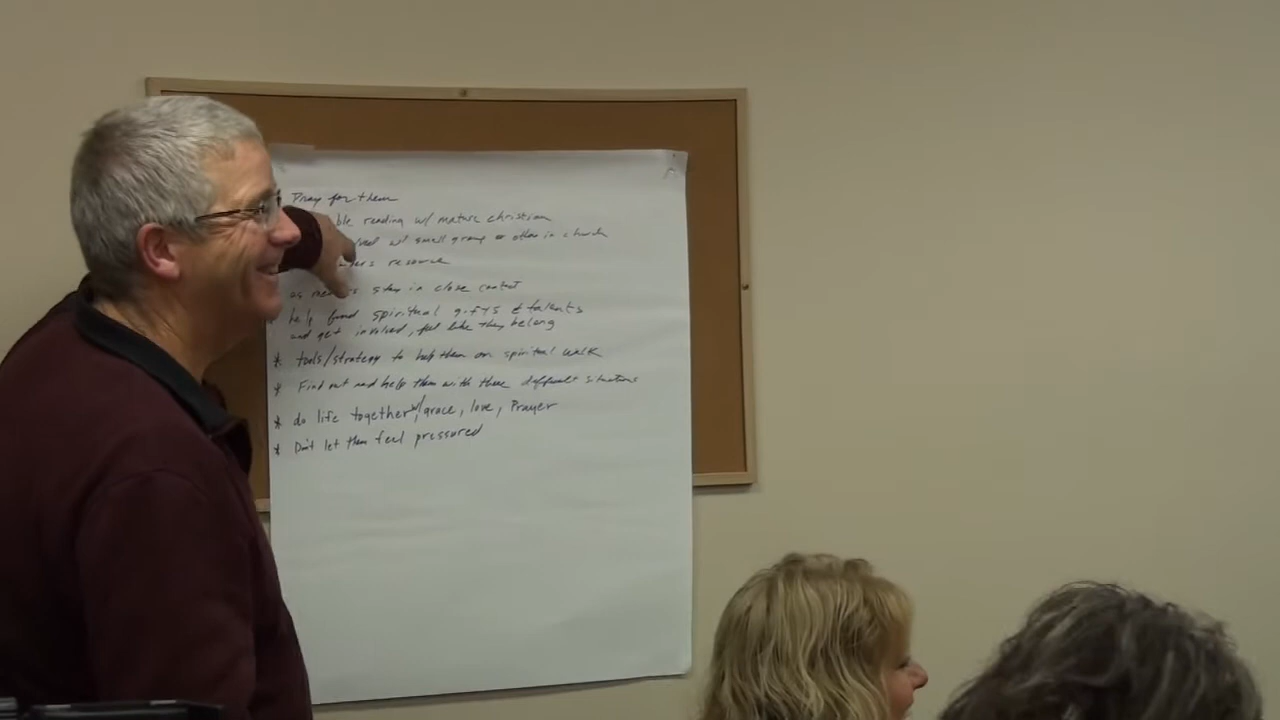 Pray for them
ble reading w/ mature christian
w/ small group or other in church
resource
as stay in close contact
* help find spiritual gifts & talents
and get involved, feel like they belong
* tools/strategy to help them on spiritual walk
* Find out and help them with those difficult situations
* do life together w/ grace, love, Prayer
* Don't let them feel pressured